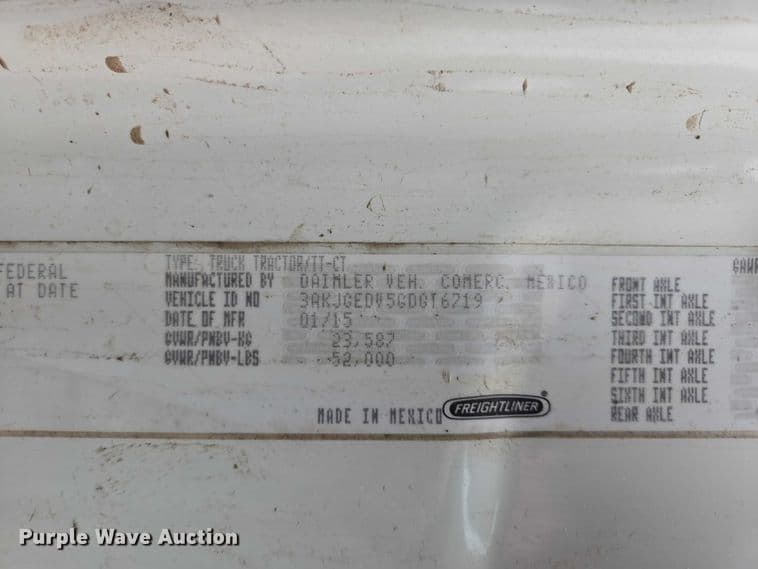 FEDERAL
AT DATE
TYPE: TRUCK TRACTOR/TT-CT
MANUFACTURED BY DAIMLER VEH. COMERC. MEXICO
VEHICLE ID NO 3AKJGEDV5GDGT6719
DATE OF MFR 01/15
GVWR/PNBV-KG 23,587
GVWR/PNBV-LBS 52,000
MADE IN MEXICO FREIGHTLINER
GAWR
FRONT AXLE
FIRST INT AXLE
SECOND INT AXLE
THIRD INT AXLE
FOURTH INT AXLE
FIFTH INT AXLE
SIXTH INT AXLE
REAR AXLE
Purple Wave Auction